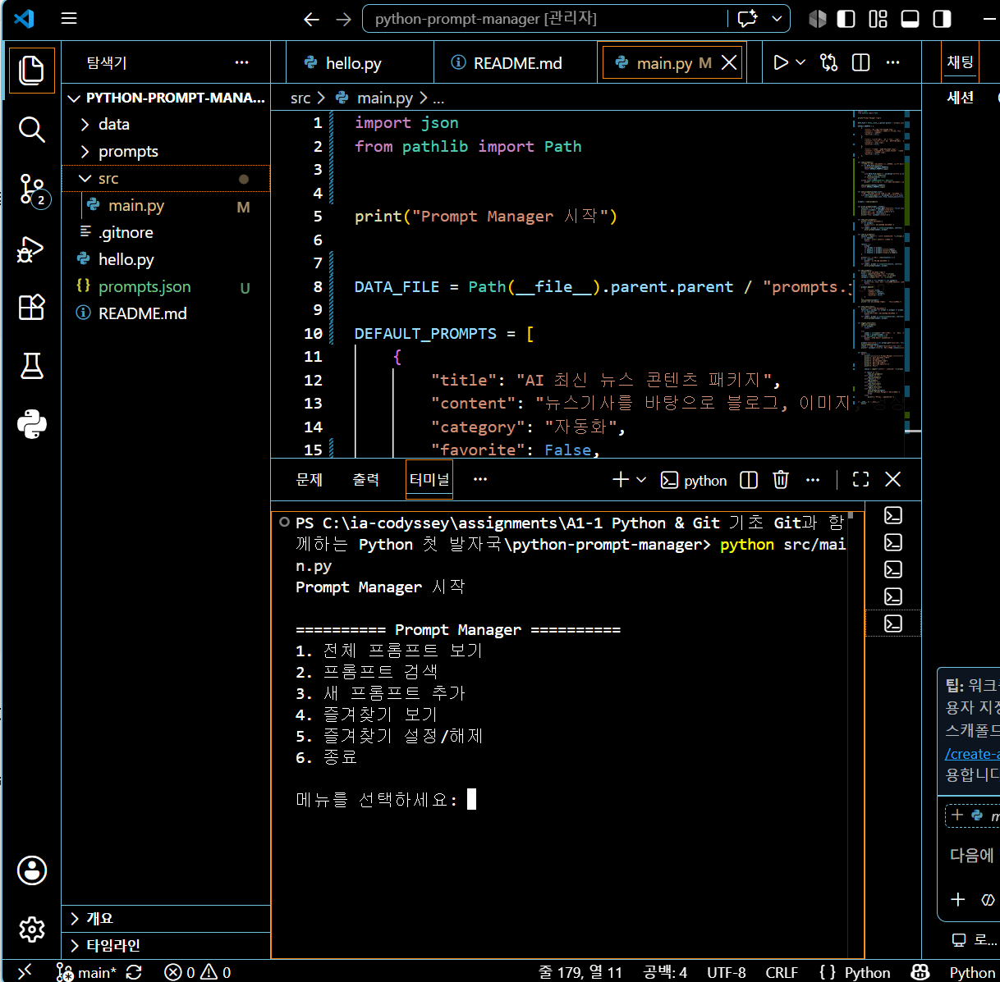 python-prompt-manager [관리자]
탐색기
hello.py
README.md
main.py M
채팅
PYTHON-PROMPT-MANA...
src > main.py > ...
세션
data
prompts
src
main.py M
.gitnore
hello.py
prompts.json U
README.md
2
1 import json
2 from pathlib import Path
3
4
5 print("Prompt Manager 시작")
6
7
8 DATA_FILE = Path(__file__).parent.parent / "prompts.j
9
10 DEFAULT_PROMPTS = [
11 {
12 "title": "AI 최신 뉴스 콘텐츠 패키지",
13 "content": "뉴스기사를 바탕으로 블로그, 이미지,
14 "category": "자동화",
15 "favorite": False,
문제 출력 터미널
python
PS C:\ia-codyssey\assignments\A1-1 Python & Git 기초 Git과 함
께하는 Python 첫 발자국\python-prompt-manager> python src/mai
n.py
Prompt Manager 시작
========== Prompt Manager ==========
1. 전체 프롬프트 보기
2. 프롬프트 검색
3. 새 프롬프트 추가
4. 즐겨찾기 보기
5. 즐겨찾기 설정/해제
6. 종료
메뉴를 선택하세요:
팁: 워크
용자 지정
스캐폴드
/create-a
용합니다
다음에
로...
개요
타임라인
main* 0 0 줄 179, 열 11 공백: 4 UTF-8 CRLF { } Python Python